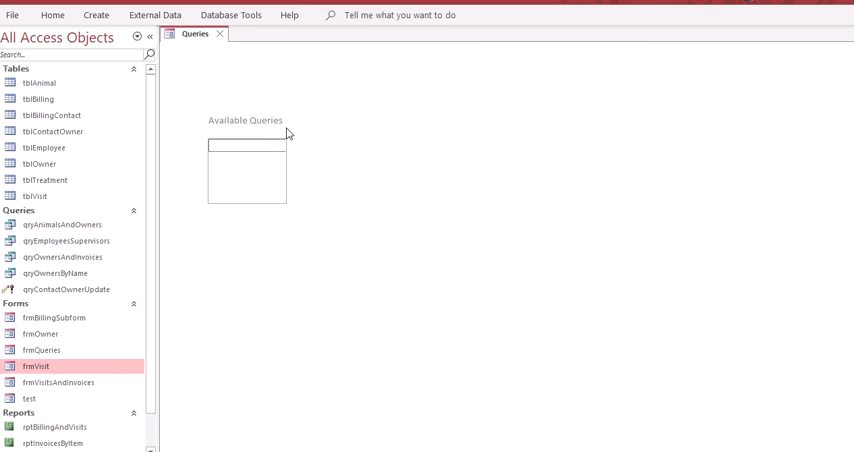 File Home Create External Data Database Tools Help Tell me what you want to do
All Access Objects
Search...
Tables
tblAnimal
tblBilling
tblBillingContact
tblContactOwner
tblEmployee
tblOwner
tblTreatment
tblVisit
Queries
qryAnimalsAndOwners
qryEmployeesSupervisors
qryOwnersAndInvoices
qryOwnersByName
qryContactOwnerUpdate
Forms
frmBillingSubform
frmOwner
frmQueries
frmVisit
frmVisitsAndInvoices
test
Reports
rptBillingAndVisits
rptInvoicesByItem
Queries
Available Queries